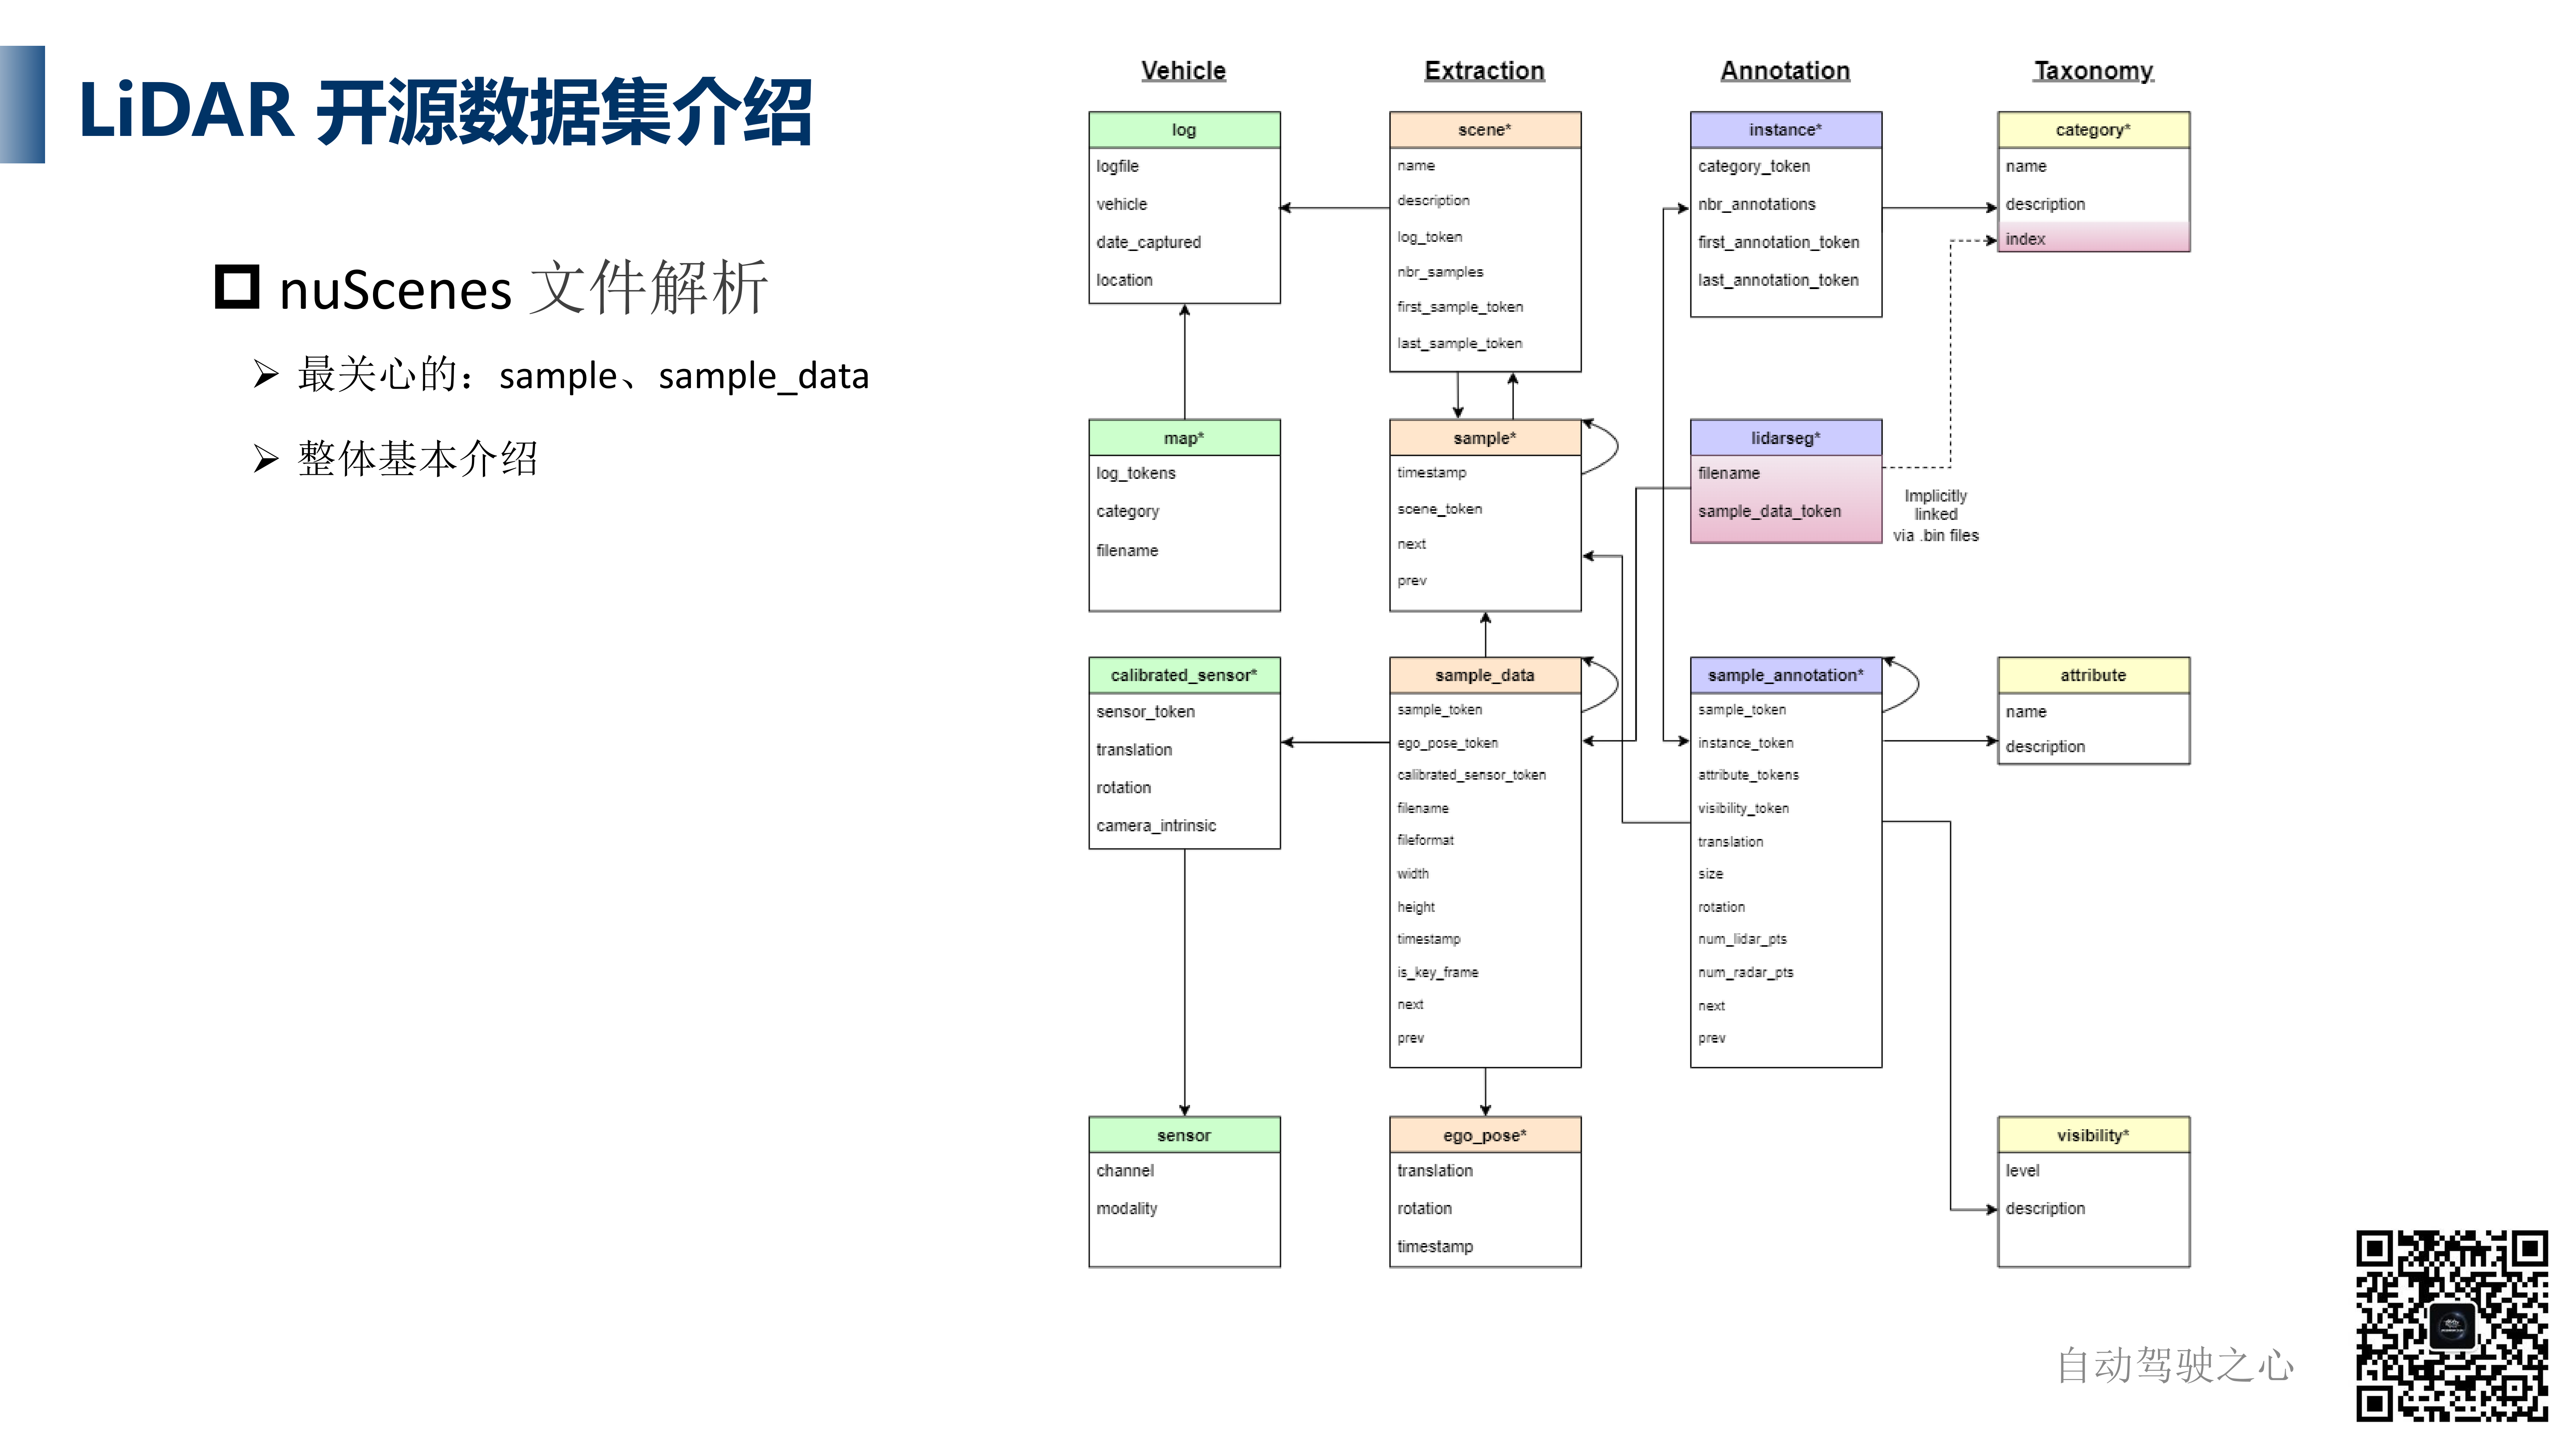 LiDAR 开源数据集介绍
nuScenes 文件解析
最关心的：sample、sample_data
整体基本介绍
Vehicle
log
logfile
vehicle
date_captured
location
map*
log_tokens
category
filename
calibrated_sensor*
sensor_token
translation
rotation
camera_intrinsic
sensor
channel
modality
Extraction
scene*
name
description
log_token
nbr_samples
first_sample_token
last_sample_token
sample*
timestamp
scene_token
next
prev
sample_data
sample_token
ego_pose_token
calibrated_sensor_token
filename
fileformat
width
height
timestamp
is_key_frame
next
prev
ego_pose*
translation
rotation
timestamp
Annotation
instance*
category_token
nbr_annotations
first_annotation_token
last_annotation_token
lidarseg*
filename
sample_data_token
Implicitly
linked
via .bin files
sample_annotation*
sample_token
instance_token
attribute_tokens
visibility_token
translation
size
rotation
num_lidar_pts
num_radar_pts
next
prev
Taxonomy
category*
name
description
index
attribute
name
description
visibility*
level
description
自动驾驶之心